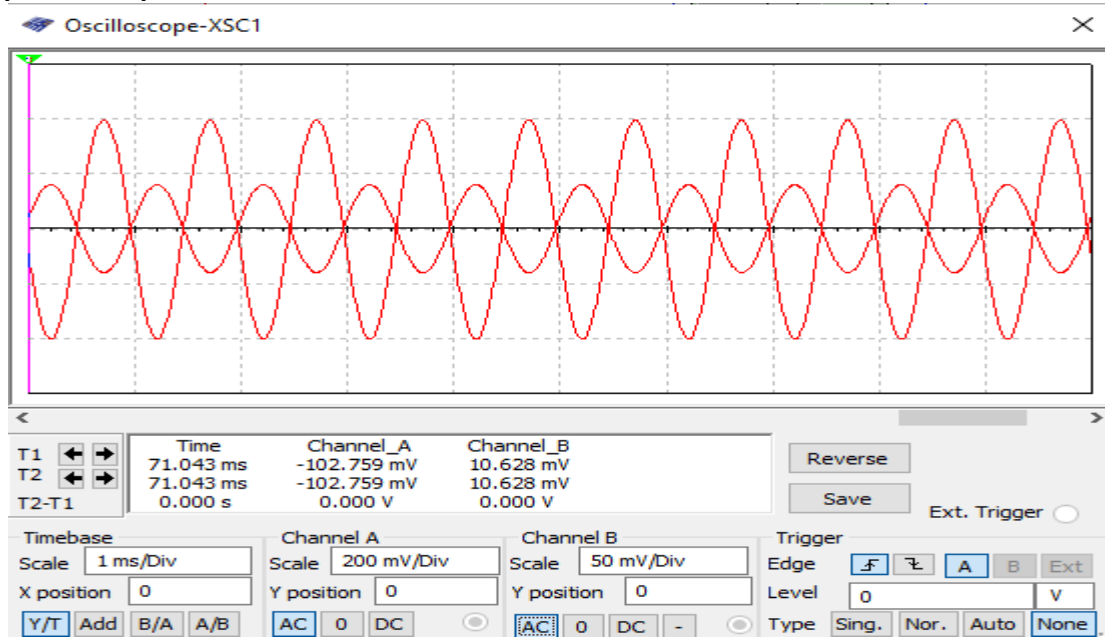 Oscilloscope-XSC1
Time Channel_A Channel_B
T1 71.043 ms -102.759 mV 10.628 mV
T2 71.043 ms -102.759 mV 10.628 mV
T2-T1 0.000 s 0.000 V 0.000 V
Reverse
Save
Ext. Trigger
Timebase Channel A Channel B Trigger
Scale 1 ms/Div Scale 200 mV/Div Scale 50 mV/Div Edge A B Ext
X position 0 Y position 0 Y position 0 Level 0 V
Y/T Add B/A A/B AC 0 DC AC 0 DC - Type Sing. Nor. Auto None